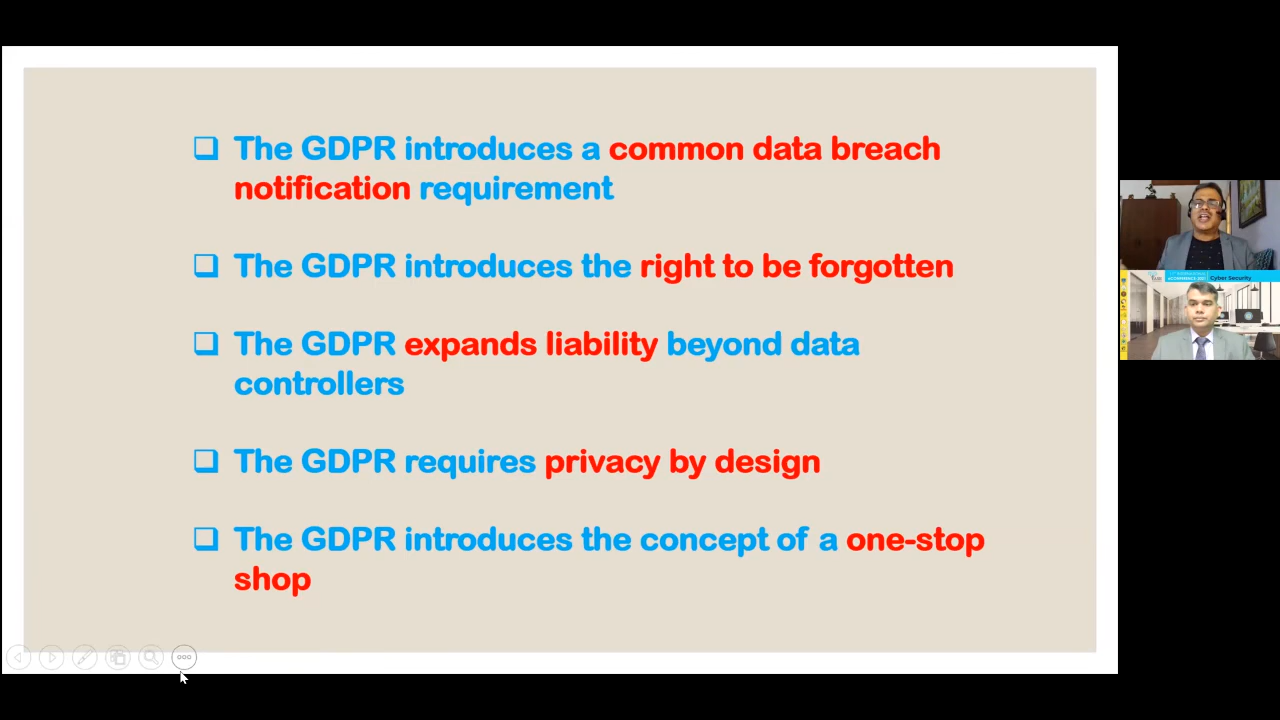 The GDPR introduces a common data breach
notification requirement
The GDPR introduces the right to be forgotten
The GDPR expands liability beyond data
controllers
The GDPR requires privacy by design
The GDPR introduces the concept of a one-stop
shop
Cyber Security